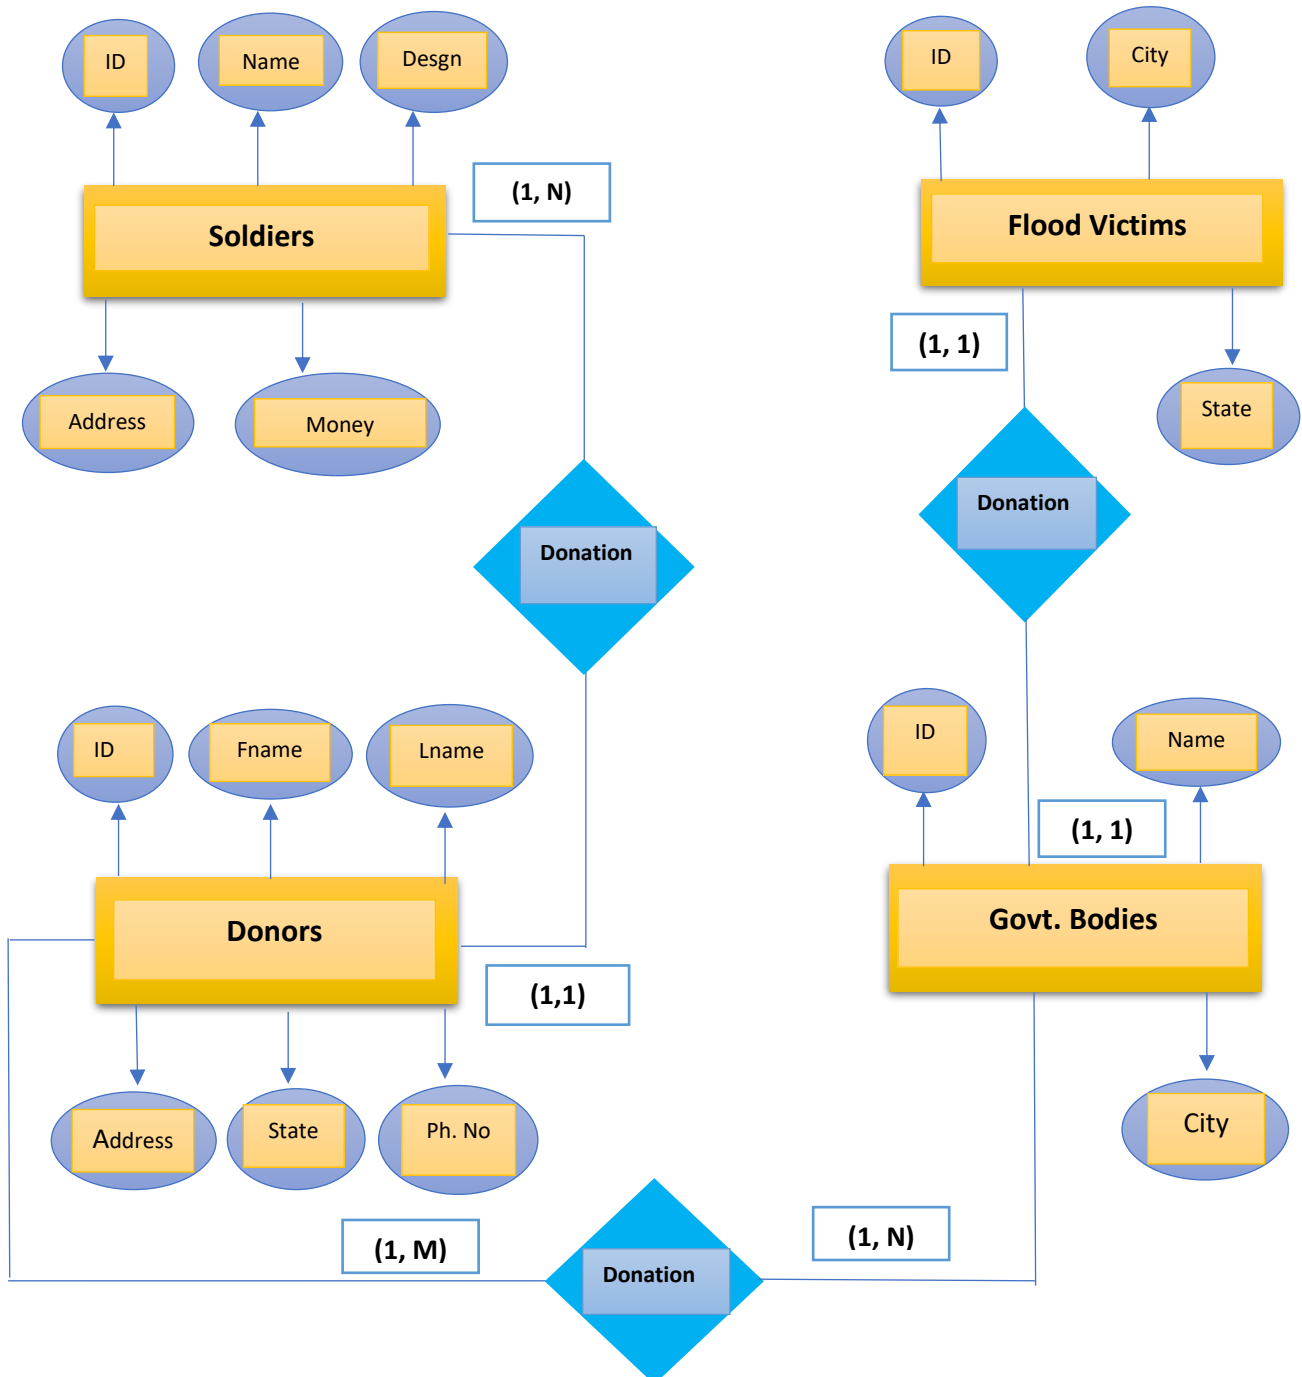 ID
Name
Desgn
ID
City
(1, N)
Soldiers
Flood Victims
(1, 1)
Address
Money
State
Donation
Donation
ID
Fname
Lname
ID
Name
(1, 1)
Donors
Govt. Bodies
(1,1)
Address
State
Ph. No
City
(1, M)
(1, N)
Donation